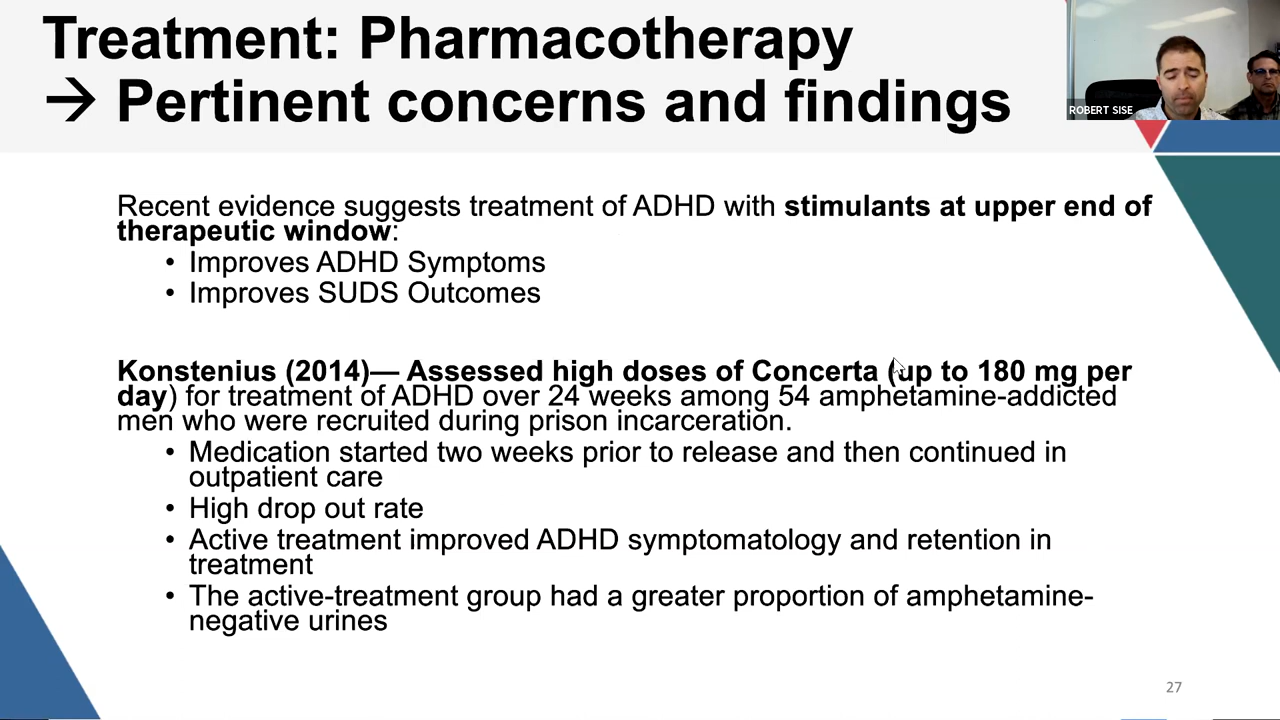 Treatment: Pharmacotherapy
→ Pertinent concerns and findings
ROBERT SISE
Recent evidence suggests treatment of ADHD with stimulants at upper end of
therapeutic window:
• Improves ADHD Symptoms
• Improves SUDS Outcomes
Konstenius (2014)— Assessed high doses of Concerta (up to 180 mg per
day) for treatment of ADHD over 24 weeks among 54 amphetamine-addicted
men who were recruited during prison incarceration.
• Medication started two weeks prior to release and then continued in
outpatient care
• High drop out rate
• Active treatment improved ADHD symptomatology and retention in
treatment
• The active-treatment group had a greater proportion of amphetamine-
negative urines
27